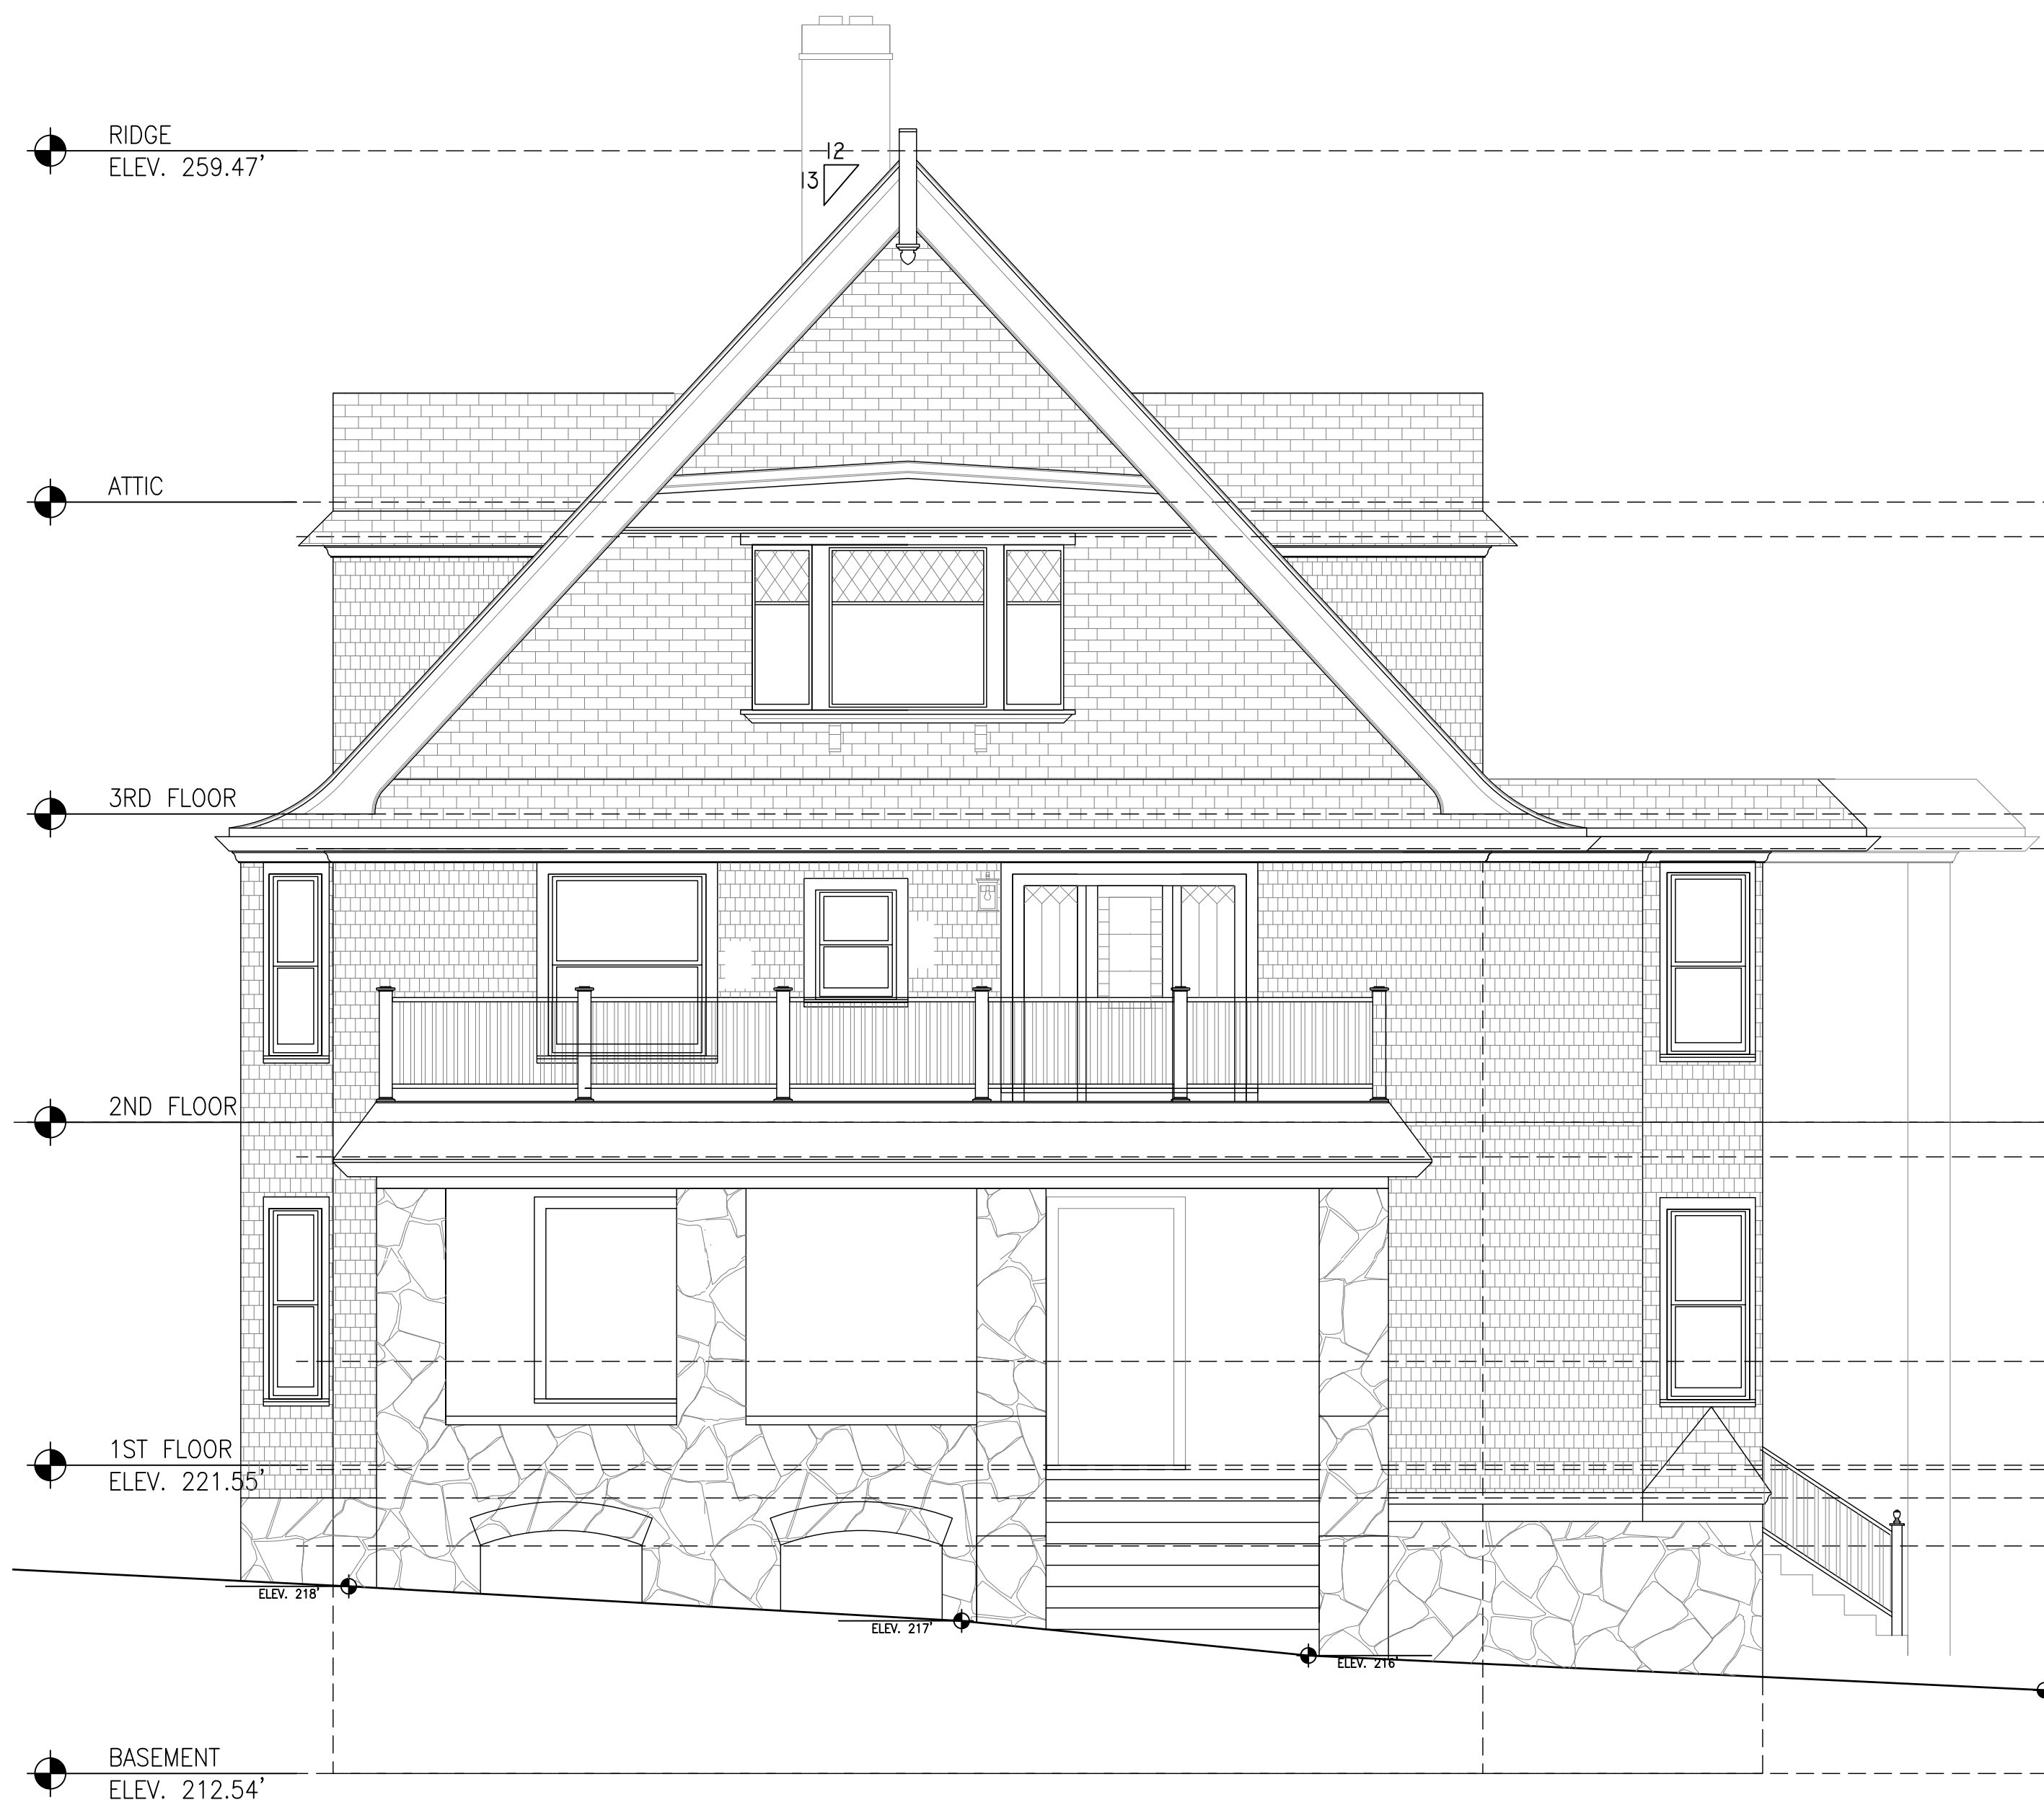 RIDGE
ELEV. 259.47'
12
13
ATTIC
3RD FLOOR
2ND FLOOR
1ST FLOOR
ELEV. 221.55'
ELEV. 218'
ELEV. 217'
ELEV. 216'
BASEMENT
ELEV. 212.54'